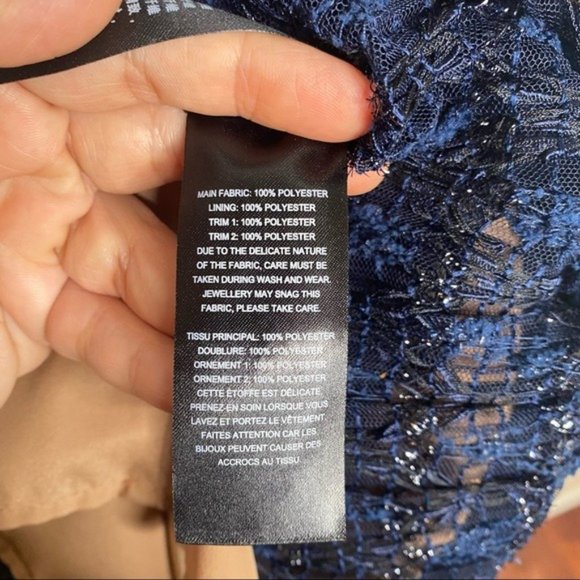 MAIN FABRIC: 100% POLYESTER
LINING: 100% POLYESTER
TRIM 1: 100% POLYESTER
TRIM 2: 100% POLYESTER
DUE TO THE DELICATE NATURE
OF THE FABRIC, CARE MUST BE
TAKEN DURING WASH AND WEAR.
JEWELLERY MAY SNAG THIS
FABRIC, PLEASE TAKE CARE.
TISSU PRINCIPAL: 100% POLYESTER
DOUBLURE: 100% POLYESTER
ORNEMENT 1: 100% POLYESTER
ORNEMENT 2: 100% POLYESTER
CETTE ÉTOFFE EST DÉLICATE.
PRENEZ-EN SOIN LORSQUE VOUS
LAVEZ ET PORTEZ LE VÊTEMENT.
FAITES ATTENTION CAR LES
BIJOUX PEUVENT CAUSER DES
ACCROCS AU TISSU.